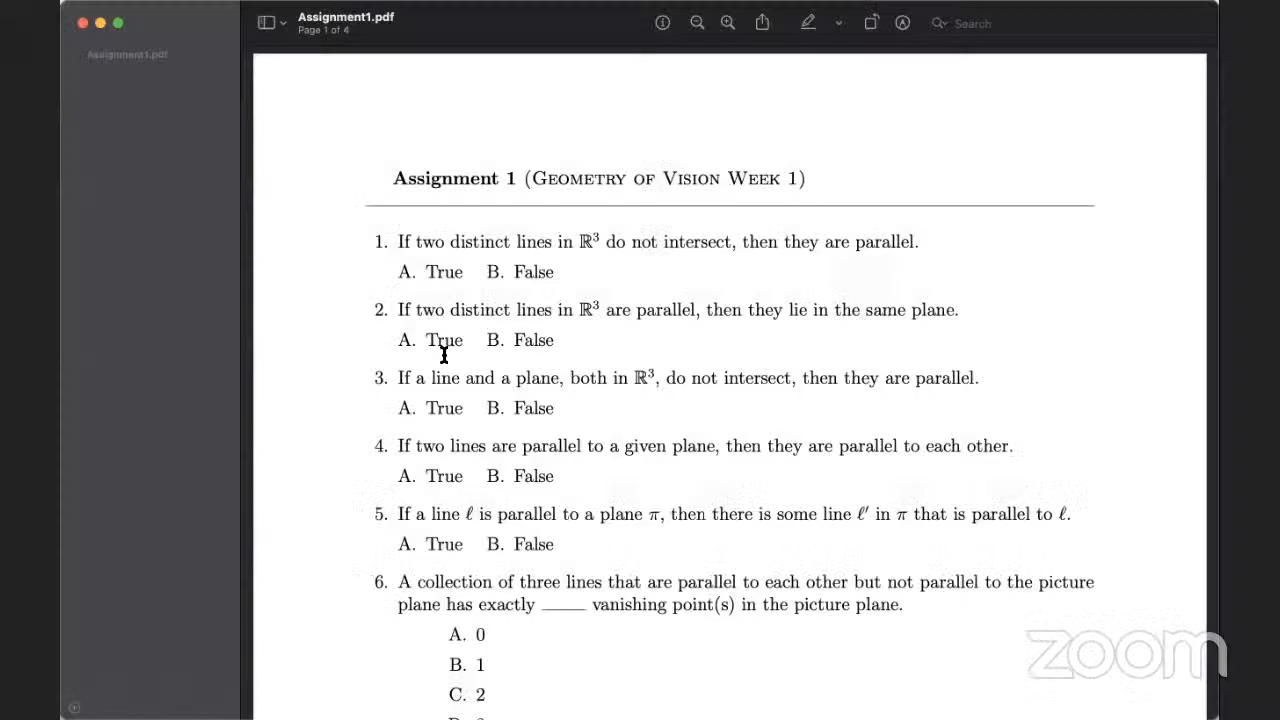 Assignment1.pdf
Page 1 of 4
Search
Assignment1.pdf
Assignment 1 (Geometry of Vision Week 1)
1. If two distinct lines in ℝ³ do not intersect, then they are parallel.
A. True B. False
2. If two distinct lines in ℝ³ are parallel, then they lie in the same plane.
A. True B. False
3. If a line and a plane, both in ℝ³, do not intersect, then they are parallel.
A. True B. False
4. If two lines are parallel to a given plane, then they are parallel to each other.
A. True B. False
5. If a line ℓ is parallel to a plane π, then there is some line ℓ′ in π that is parallel to ℓ.
A. True B. False
6. A collection of three lines that are parallel to each other but not parallel to the picture
plane has exactly ____ vanishing point(s) in the picture plane.
A. 0
B. 1
C. 2
zoom